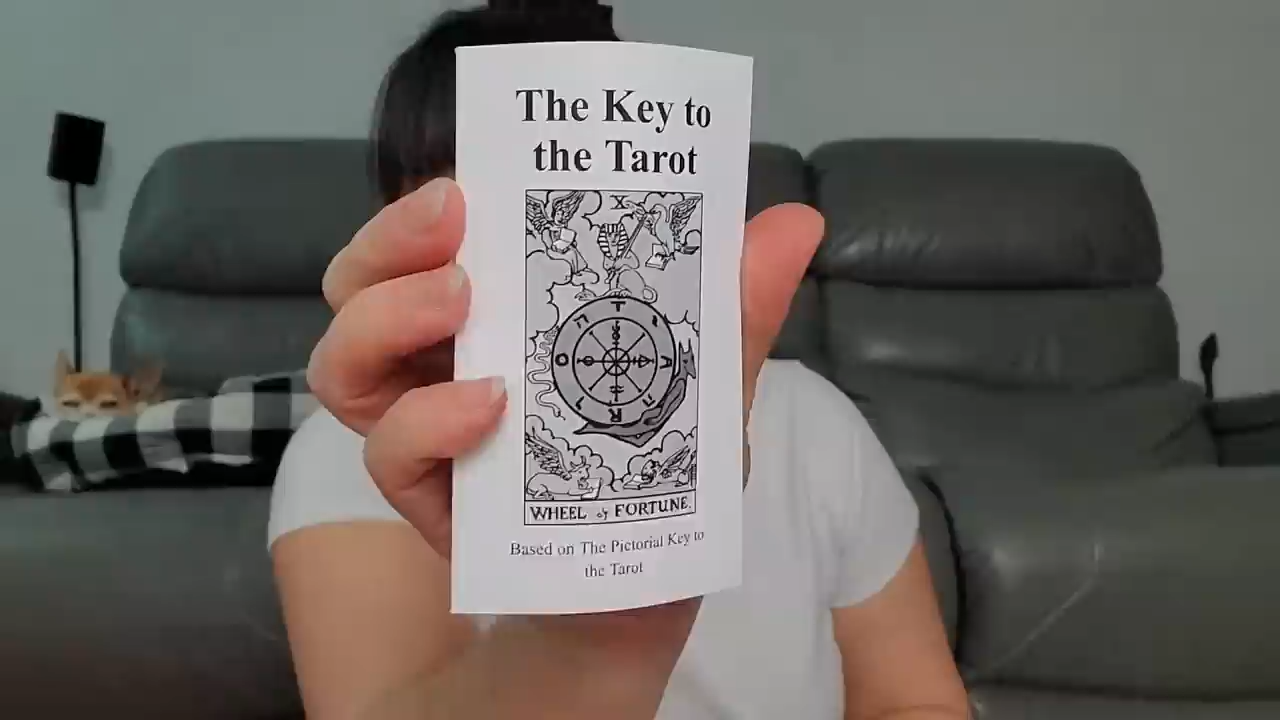 The Key to
the Tarot
X
T
A
R
O
WHEEL of FORTUNE.
Based on The Pictorial Key to
the Tarot